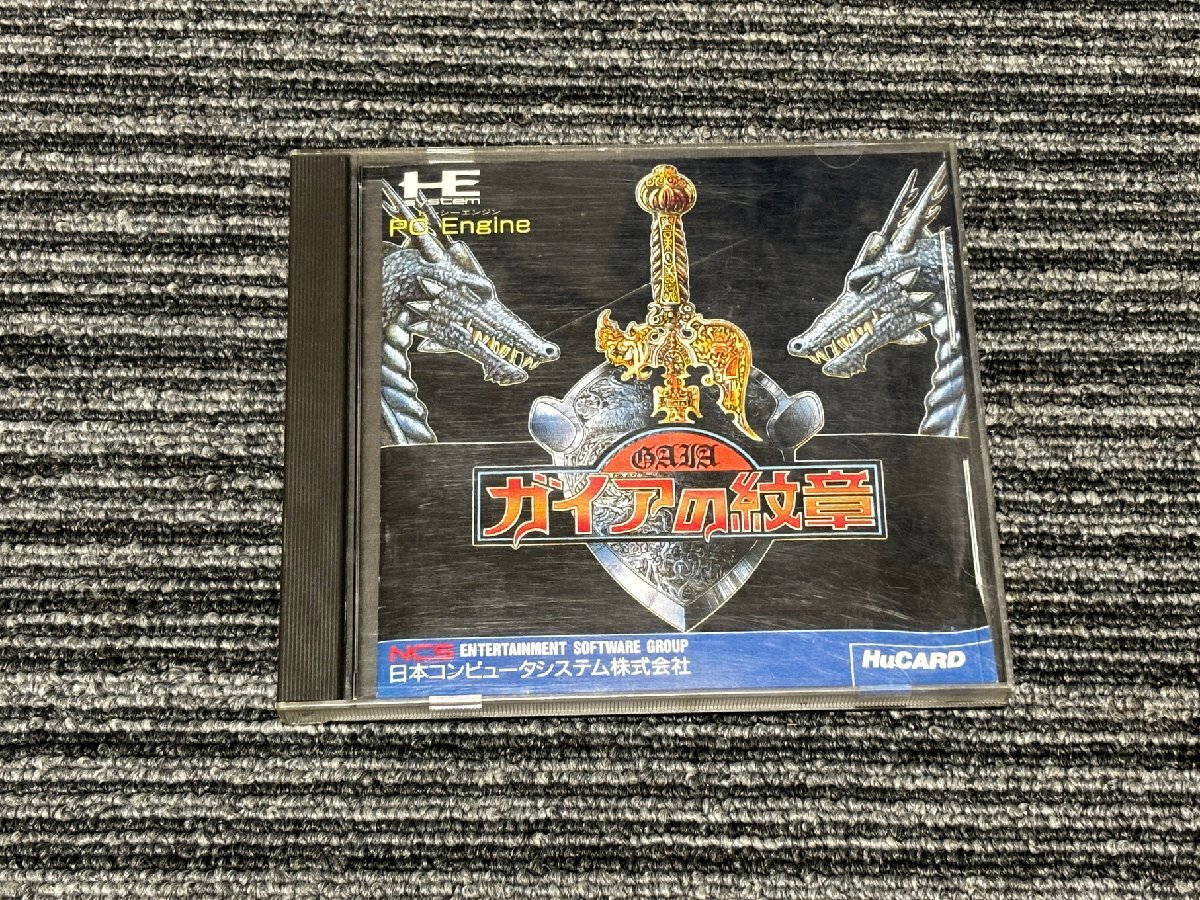 HE
system
PC Engine
GAIA
ガイアの紋章
NCS ENTERTAINMENT SOFTWARE GROUP
日本コンピュータシステム株式会社
HuCARD